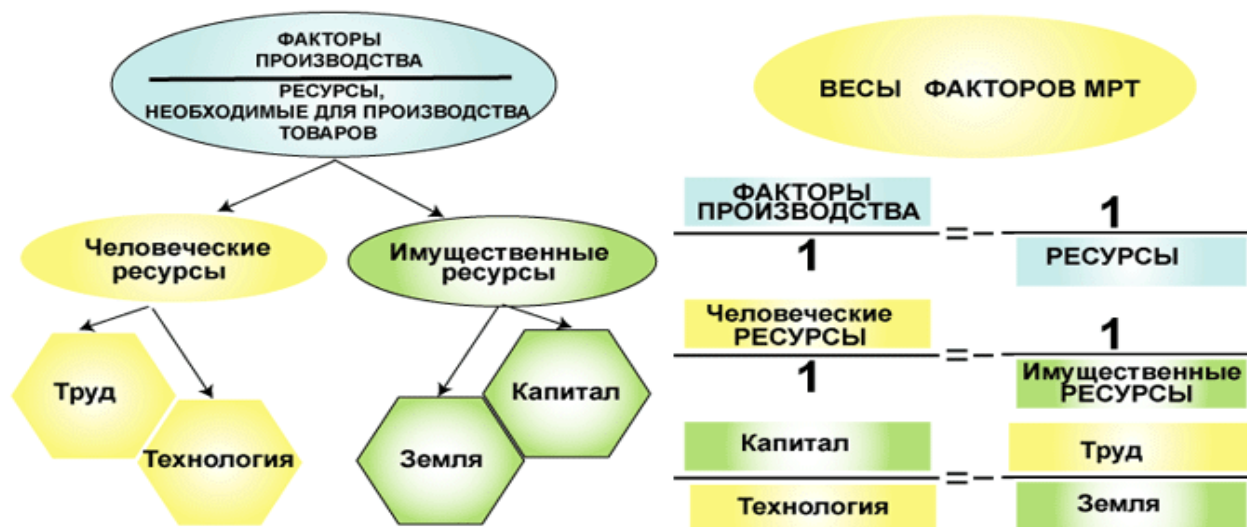 ФАКТОРЫ
ПРОИЗВОДСТВА
РЕСУРСЫ,
НЕОБХОДИМЫЕ ДЛЯ ПРОИЗВОДСТВА
ТОВАРОВ
Человеческие
ресурсы
Имущественные
ресурсы
Труд
Технология
Капитал
Земля
ВЕСЫ ФАКТОРОВ МРТ
ФАКТОРЫ
ПРОИЗВОДСТВА
1
=-
1
РЕСУРСЫ
Человеческие
РЕСУРСЫ
1
=-
1
Имущественные
РЕСУРСЫ
Капитал
Технология
=-
Труд
Земля